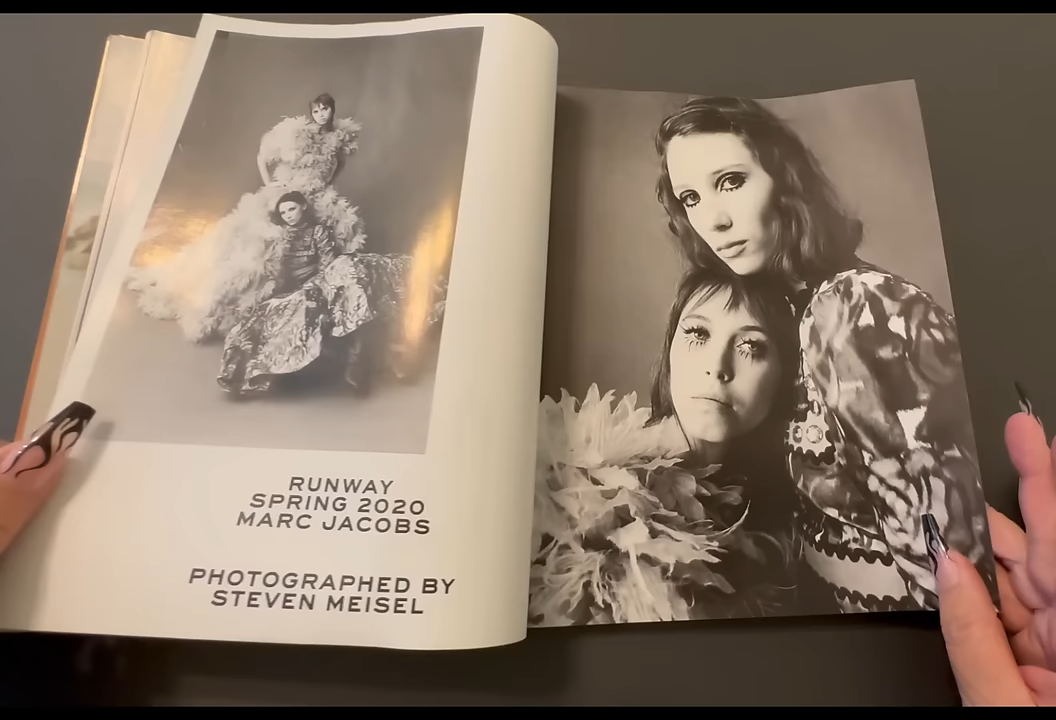 RUNWAY
SPRING 2020
MARC JACOBS
PHOTOGRAPHED BY
STEVEN MEISEL